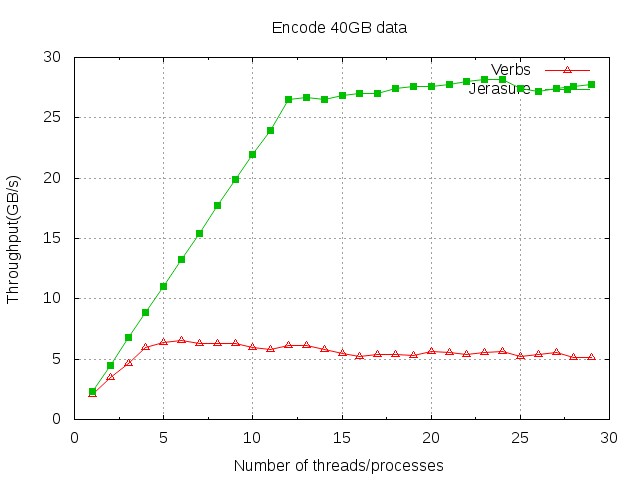 Encode 40GB data
30
25
20
15
10
5
0
Throughput(GB/s)
Verbs
Jerasure
0 5 10 15 20 25 30
Number of threads/processes